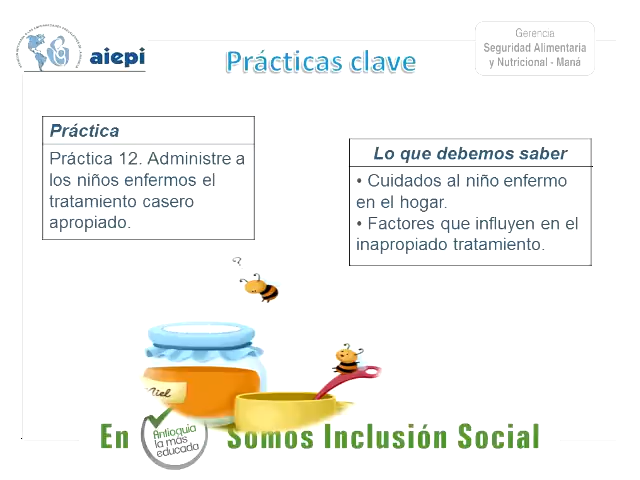 aiepi
Prácticas clave
Gerencia
Seguridad Alimentaria
y Nutricional - Maná
Práctica
Práctica 12. Administre a
los niños enfermos el
tratamiento casero
apropiado.
Lo que debemos saber
• Cuidados al niño enfermo
en el hogar.
• Factores que influyen en el
inapropiado tratamiento.
?
Miel
En
Antioquia
la más
educada
Somos Inclusión Social